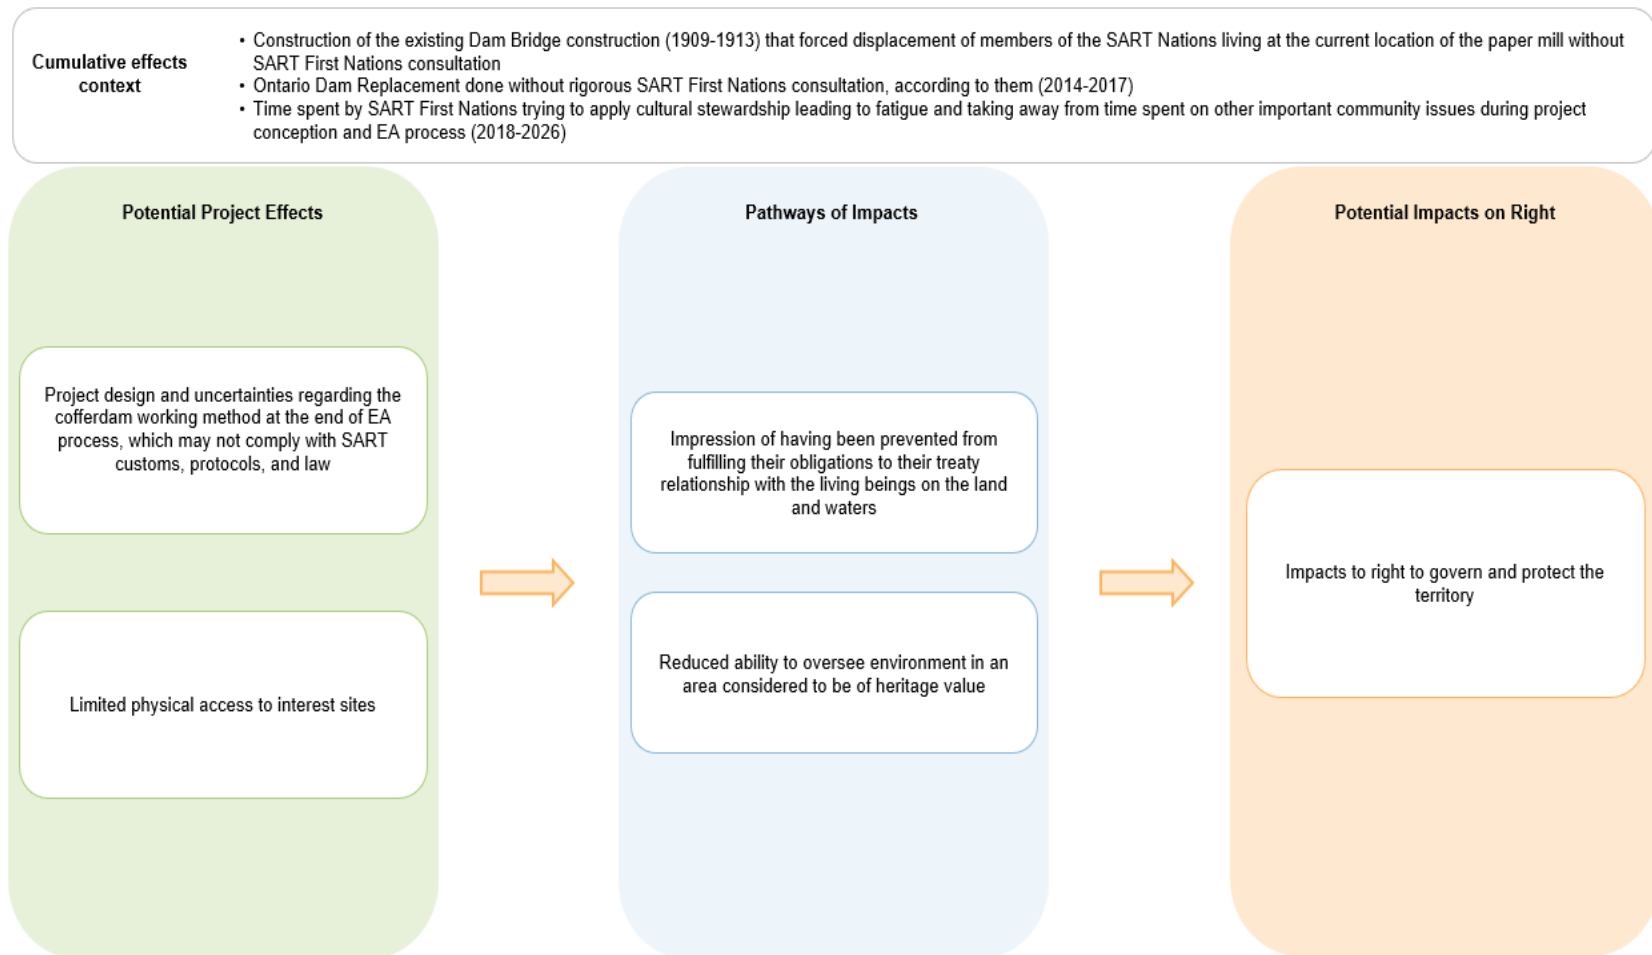 Cumulative effects
context
• Construction of the existing Dam Bridge construction (1909-1913) that forced displacement of members of the SART Nations living at the current location of the paper mill without
SART First Nations consultation
• Ontario Dam Replacement done without rigorous SART First Nations consultation, according to them (2014-2017)
• Time spent by SART First Nations trying to apply cultural stewardship leading to fatigue and taking away from time spent on other important community issues during project
conception and EA process (2018-2026)
Potential Project Effects
Project design and uncertainties regarding the
cofferdam working method at the end of EA
process, which may not comply with SART
customs, protocols, and law
Limited physical access to interest sites
Pathways of Impacts
Impression of having been prevented from
fulfilling their obligations to their treaty
relationship with the living beings on the land
and waters
Reduced ability to oversee environment in an
area considered to be of heritage value
Potential Impacts on Right
Impacts to right to govern and protect the
territory